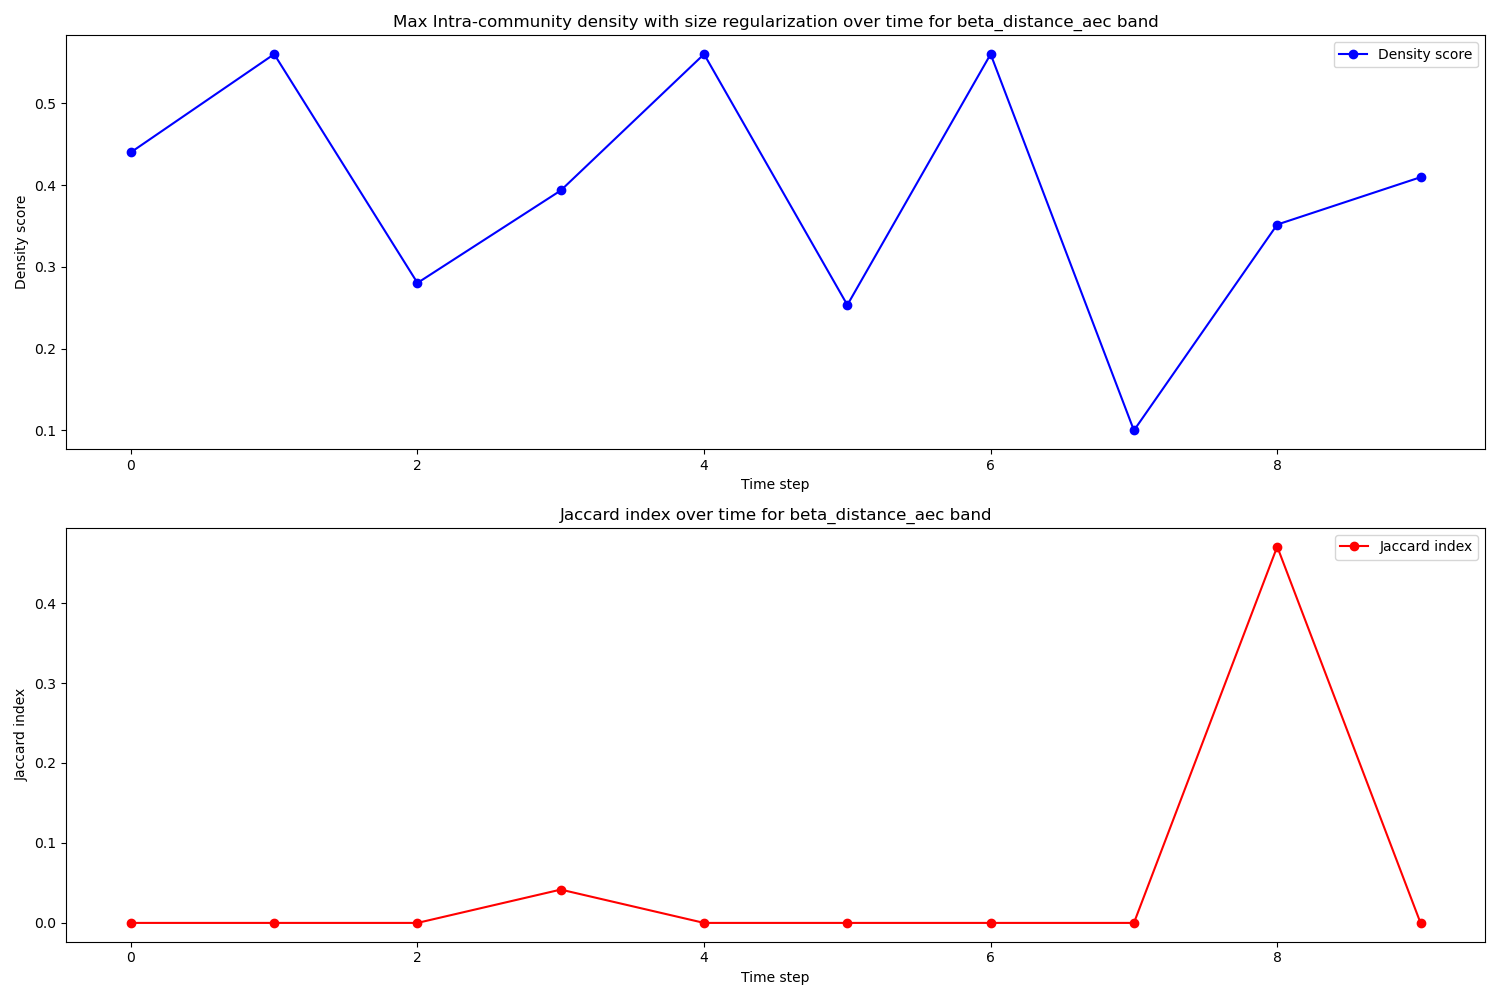 Max Intra-community density with size regularization over time for beta_distance_aec band
Density score
Density score
0.5
0.4
0.3
0.2
0.1
0 2 4 6 8
Time step
Jaccard index over time for beta_distance_aec band
Jaccard index
Jaccard index
0.4
0.3
0.2
0.1
0.0
0 2 4 6 8
Time step